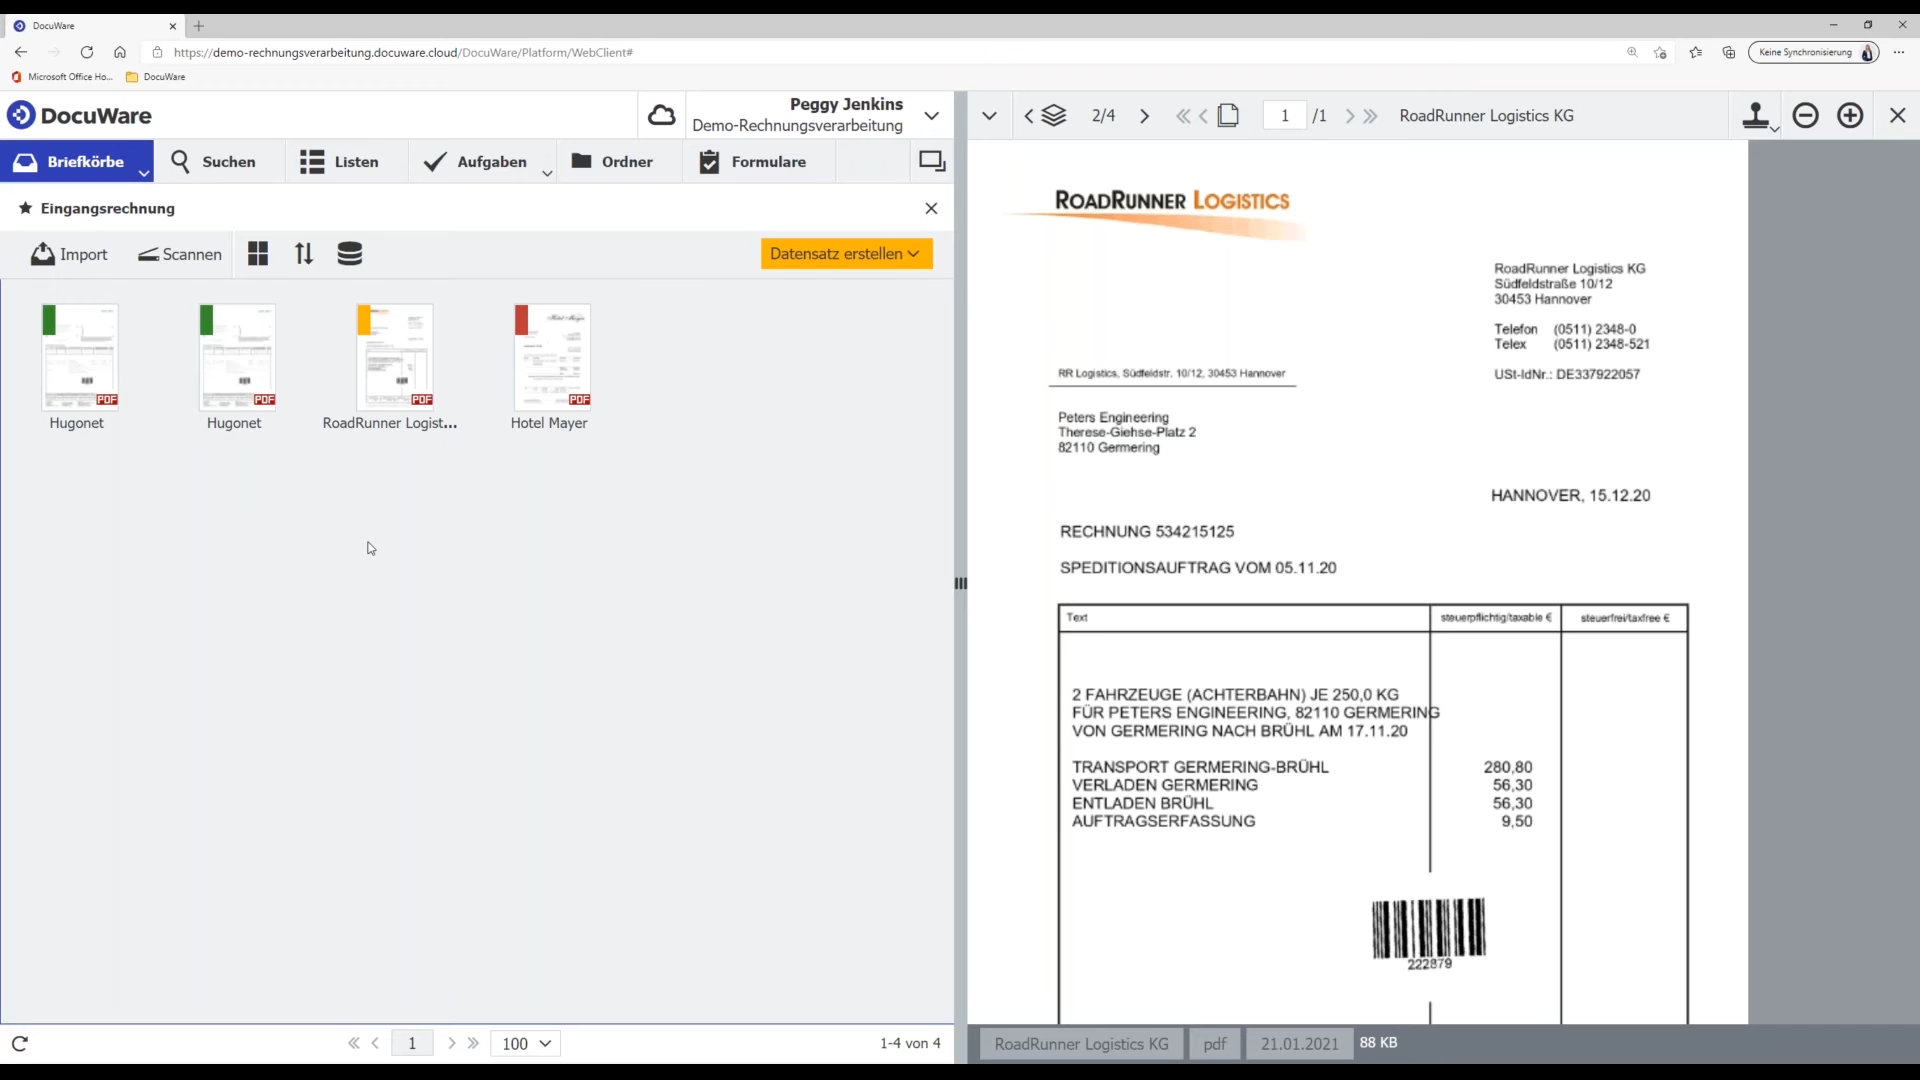 DocuWare
https://demo-rechnungsverarbeitung.docuware.cloud/DocuWare/Platform/WebClient#
Keine Synchronisierung
Microsoft Office Ho...
DocuWare
DocuWare
Peggy Jenkins
Demo-Rechnungsverarbeitung
2/4
1
/1
RoadRunner Logistics KG
Briefkörbe
Suchen
Listen
Aufgaben
Ordner
Formulare
Eingangsrechnung
Import
Scannen
Datensatz erstellen
PDF
PDF
PDF
Hotel Mayer
PDF
Hugonet
Hugonet
RoadRunner Logist...
Hotel Mayer
1
100
1-4 von 4
ROADRUNNER LOGISTICS
RoadRunner Logistics KG
Südfeldstraße 10/12
30453 Hannover
Telefon (0511) 2348-0
Telex (0511) 2348-521
USt-IdNr.: DE337922057
RR Logistics, Südfeldstr. 10/12, 30453 Hannover
Peters Engineering
Therese-Giehse-Platz 2
82110 Germering
HANNOVER, 15.12.20
RECHNUNG 534215125
SPEDITIONSAUFTRAG VOM 05.11.20
Text
steuerpflichtig/taxable €
steuerfrei/taxfree €
2 FAHRZEUGE (ACHTERBAHN) JE 250,0 KG
FÜR PETERS ENGINEERING, 82110 GERMERING
VON GERMERING NACH BRÜHL AM 17.11.20
TRANSPORT GERMERING-BRÜHL 280,80
VERLADEN GERMERING 56,30
ENTLADEN BRÜHL 56,30
AUFTRAGSERFASSUNG 9,50
222879
RoadRunner Logistics KG
pdf
21.01.2021
88 KB